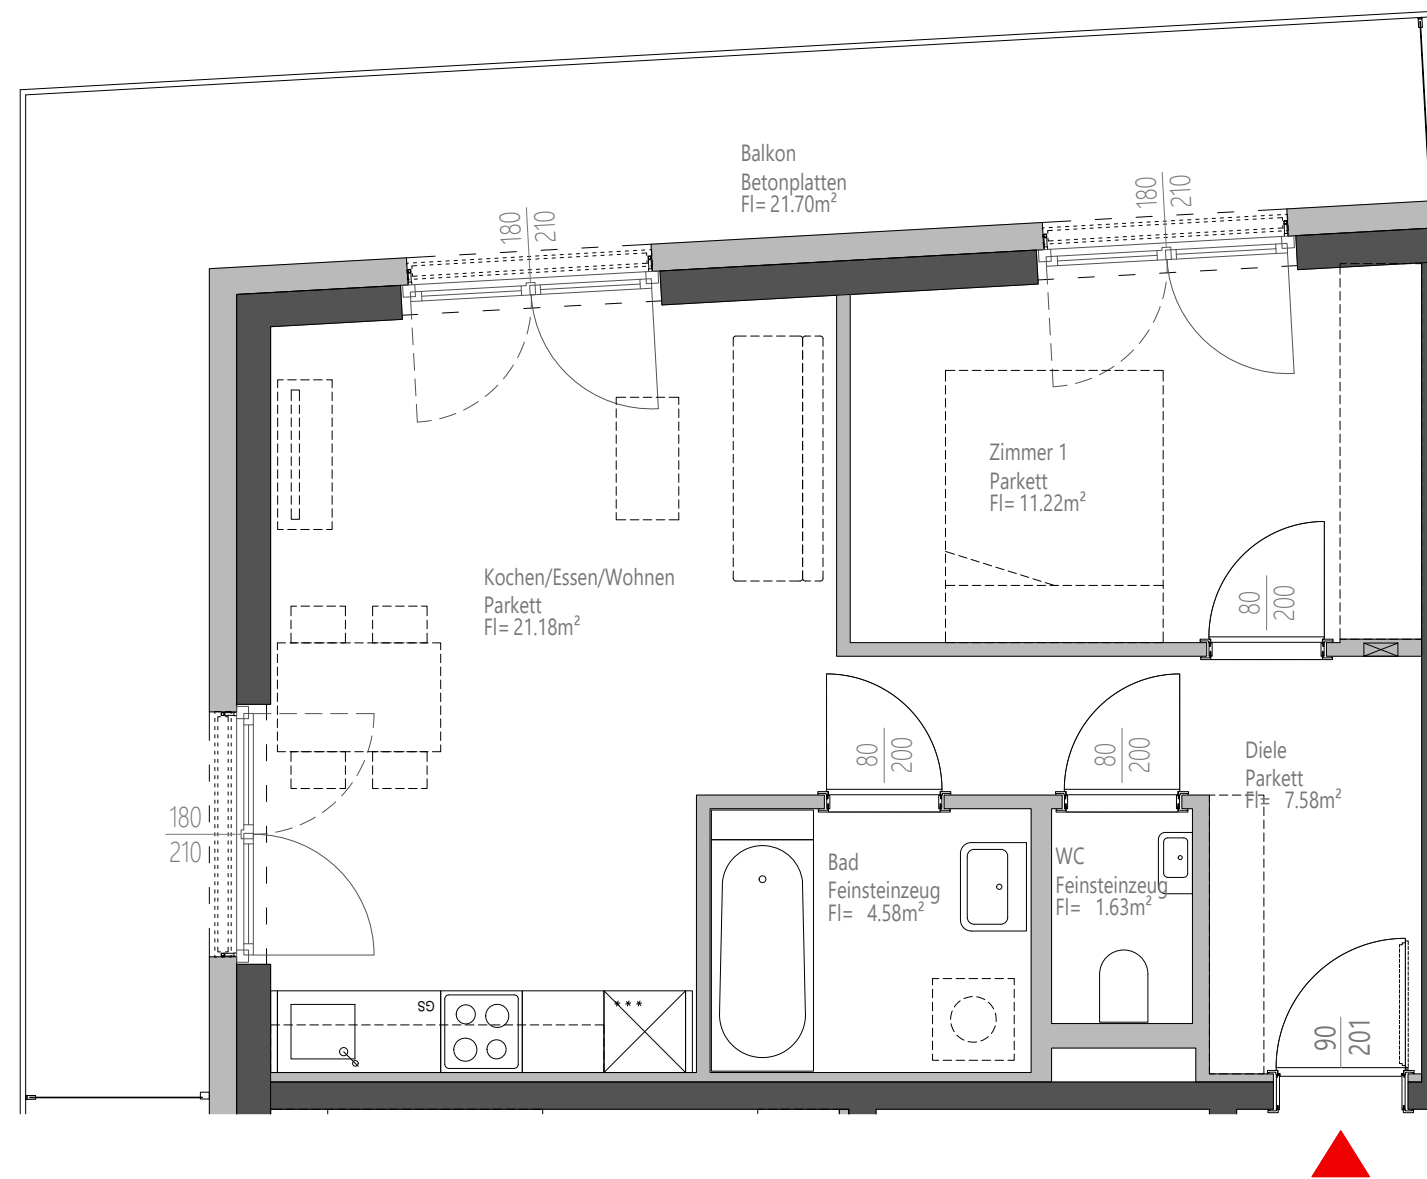 Balkon
Betonplatten
Fl= 21.70m²
180
210
180
210
Zimmer 1
Parkett
Fl= 11.22m²
Kochen/Essen/Wohnen
Parkett
Fl= 21.18m²
80
200
80
200
80
200
Diele
Parkett
Fl= 7.58m²
180
210
Bad
Feinsteinzeug
Fl= 4.58m²
WC
Feinsteinzeug
Fl= 1.63m²
GS
***
90
201